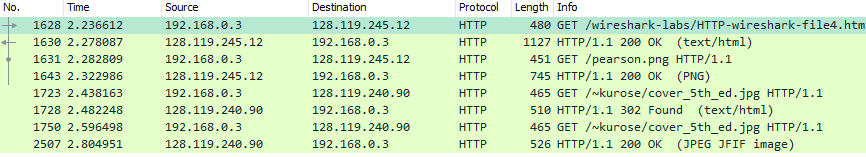 No. Time Source Destination Protocol Length Info
1628 2.236612 192.168.0.3 128.119.245.12 HTTP 480 GET /wireshark-labs/HTTP-wireshark-file4.htm
1630 2.278087 128.119.245.12 192.168.0.3 HTTP 1127 HTTP/1.1 200 OK (text/html)
1631 2.282809 192.168.0.3 128.119.245.12 HTTP 451 GET /pearson.png HTTP/1.1
1643 2.322986 128.119.245.12 192.168.0.3 HTTP 745 HTTP/1.1 200 OK (PNG)
1723 2.438163 192.168.0.3 128.119.240.90 HTTP 465 GET /~kurose/cover_5th_ed.jpg HTTP/1.1
1728 2.482248 128.119.240.90 192.168.0.3 HTTP 510 HTTP/1.1 302 Found (text/html)
1750 2.596498 192.168.0.3 128.119.240.90 HTTP 465 GET /~kurose/cover_5th_ed.jpg HTTP/1.1
2507 2.804951 128.119.240.90 192.168.0.3 HTTP 526 HTTP/1.1 200 OK (JPEG JFIF image)